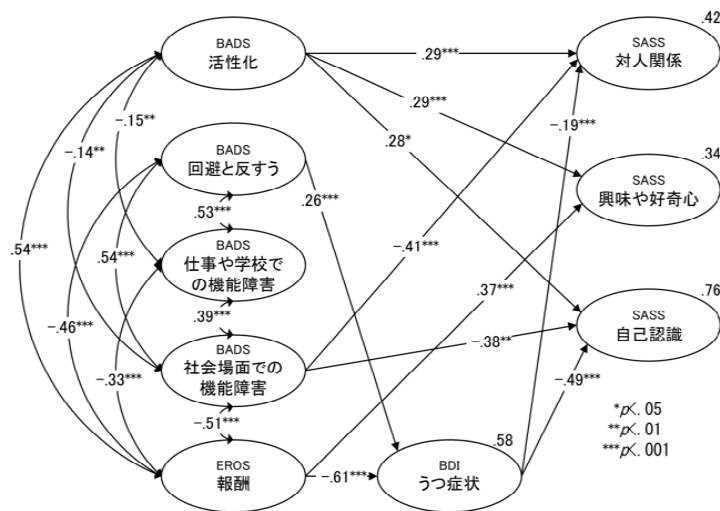 BADS
活性化
BADS
回避と反すう
BADS
仕事や学校で
の機能障害
BADS
社会場面での
機能障害
EROS
報酬
BDI
うつ症状
.58
SASS
対人関係
.42
SASS
興味や好奇心
.34
SASS
自己認識
.76
.29***
.29***
.28*
-.19***
-.15**
-.14**
.26***
.53***
-.41***
.37***
.54***
.54***
.39***
-.46***
-.38**
-.33***
-.49***
-.51***
-.61***
*p<.05
**p<.01
***p<.001